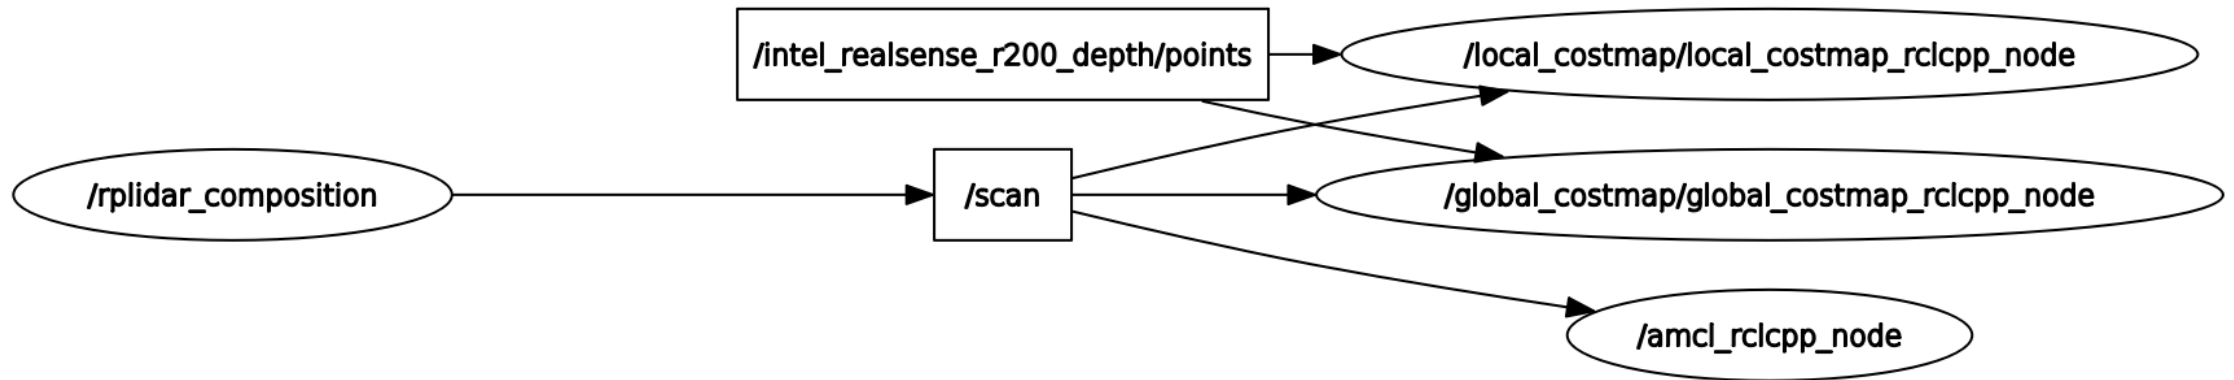 /intel_realsense_r200_depth/points
/local_costmap/local_costmap_rclcpp_node
/rplidar_composition
/scan
/global_costmap/global_costmap_rclcpp_node
/amcl_rclcpp_node